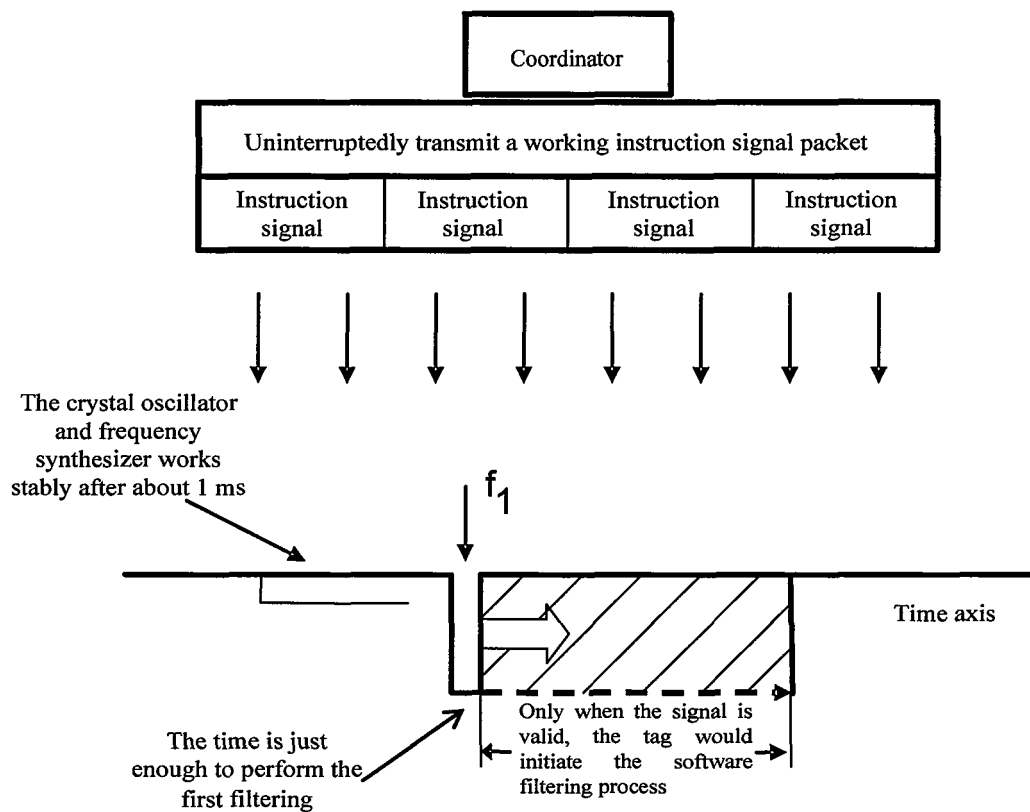 Coordinator
Uninterruptedly transmit a working instruction signal packet
Instruction
signal
Instruction
signal
Instruction
signal
Instruction
signal
The crystal oscillator
and frequency
synthesizer works
stably after about 1 ms
f1
Time axis
Only when the signal is
valid, the tag would
initiate the software
filtering process
The time is just
enough to perform the
first filtering